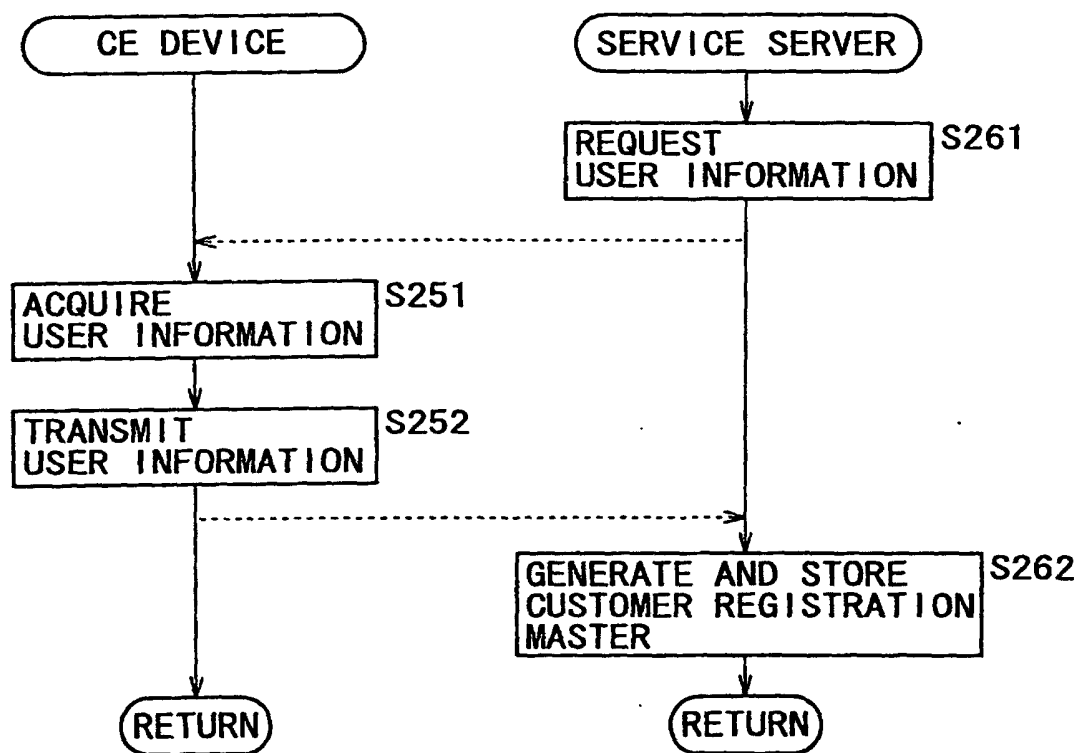 CE DEVICE
SERVICE SERVER
REQUEST
USER INFORMATION
S261
ACQUIRE
USER INFORMATION
S251
TRANSMIT
USER INFORMATION
S252
GENERATE AND STORE
CUSTOMER REGISTRATION
MASTER
S262
RETURN
RETURN